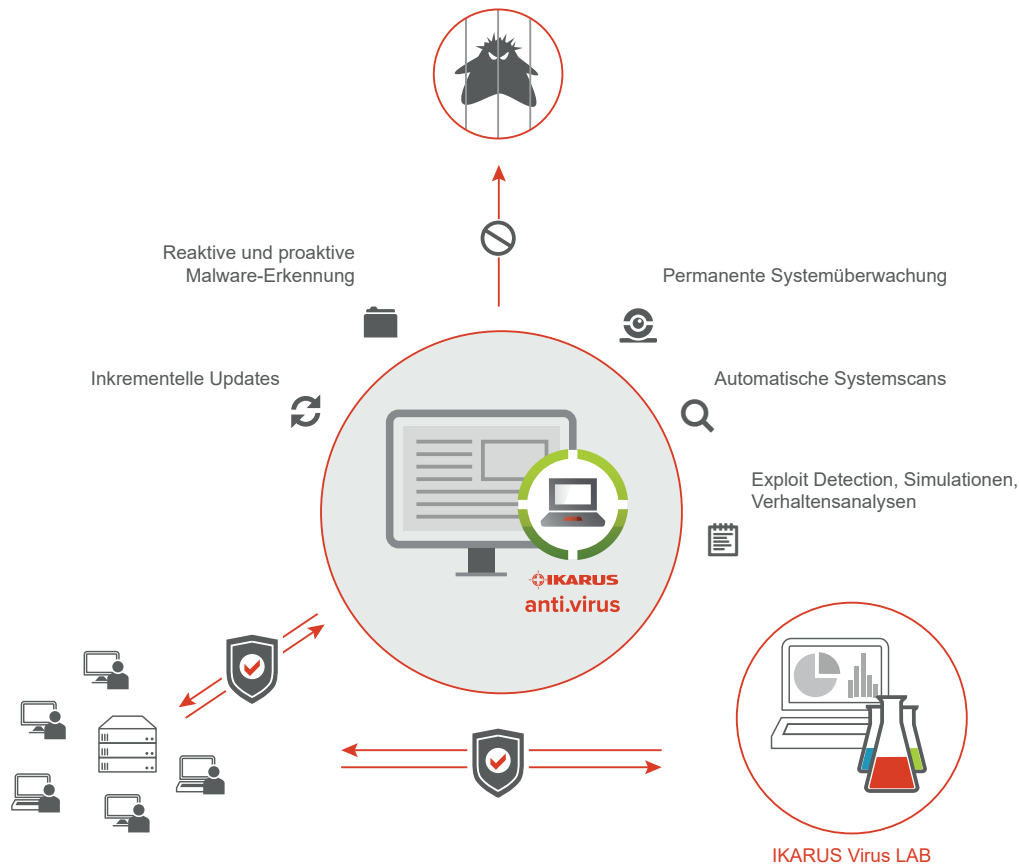 Reaktive und proaktive
Malware-Erkennung
Permanente Systemüberwachung
Inkrementelle Updates
Automatische Systemscans
Exploit Detection, Simulationen,
Verhaltensanalysen
IKARUS
anti.virus
IKARUS Virus LAB